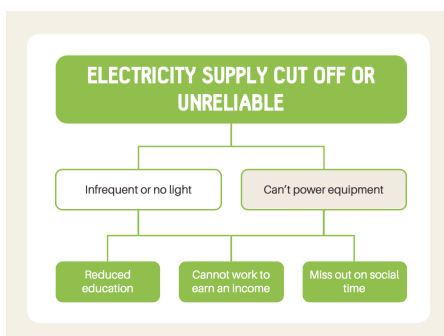 ELECTRICITY SUPPLY CUT OFF OR
UNRELIABLE
Infrequent or no light
Can't power equipment
Reduced
education
Cannot work to
earn an income
Miss out on social
time